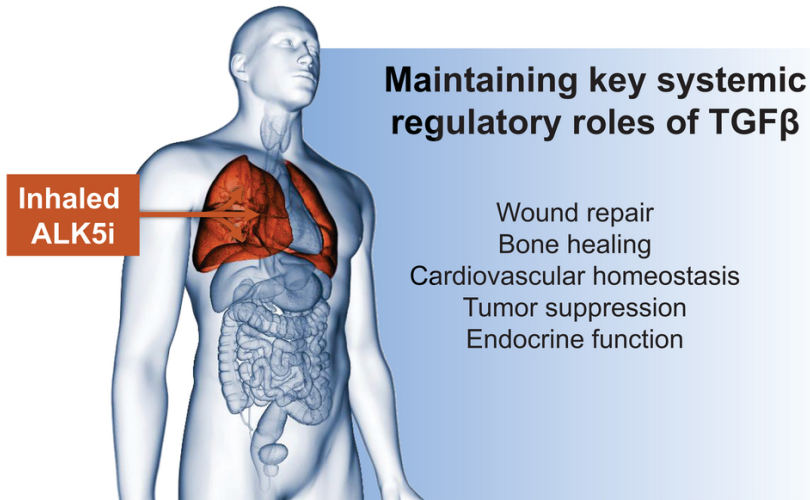 Maintaining key systemic
regulatory roles of TGFβ
Inhaled
ALK5i
Wound repair
Bone healing
Cardiovascular homeostasis
Tumor suppression
Endocrine function